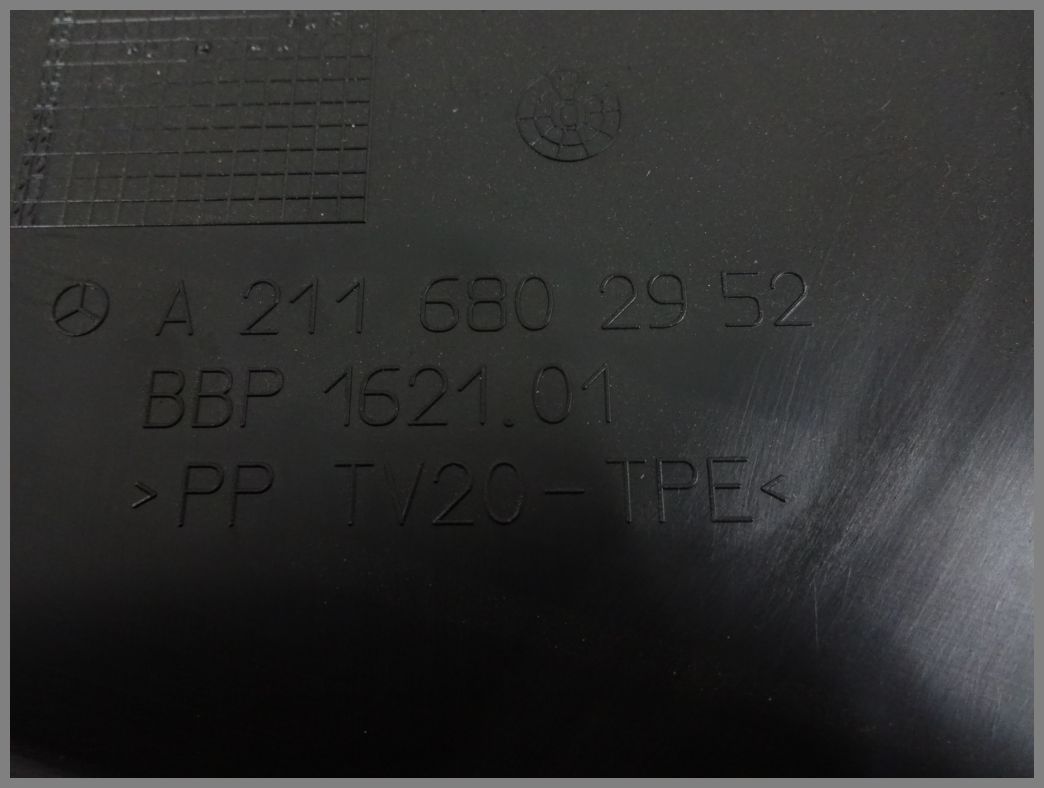 A 211 680 29 52
BBP 1621.01
>PP TV20-TPE<